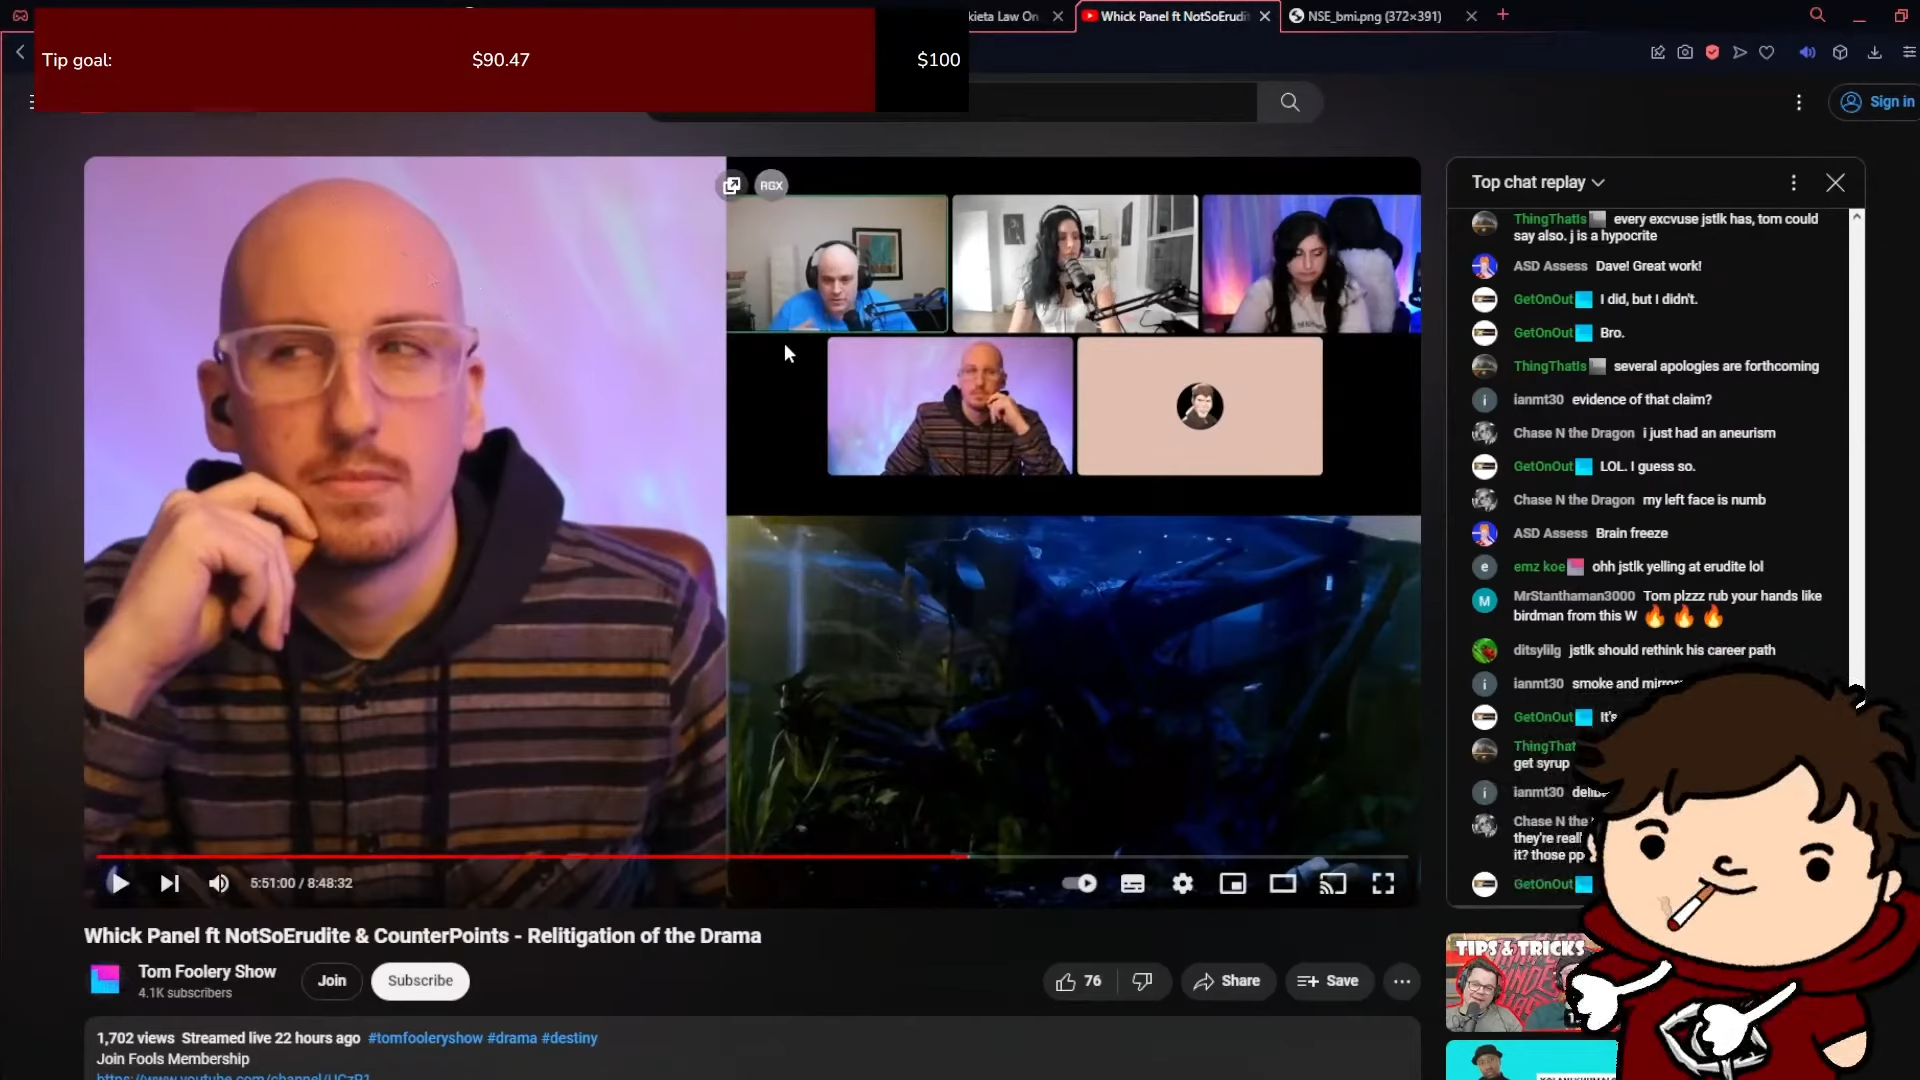 kieta Law On
Whick Panel ft NotSoErudit
NSE_bmi.png (372×391)
Tip goal:
$90.47
$100
Sign in
RGX
Top chat replay
ThingThatIs every excvuse jstlk has, tom could
say also. j is a hypocrite
ASD Assess Dave! Great work!
GetOnOut I did, but I didn't.
GetOnOut Bro.
ThingThatIs several apologies are forthcoming
ianmt30 evidence of that claim?
Chase N the Dragon i just had an aneurism
GetOnOut LOL. I guess so.
Chase N the Dragon my left face is numb
ASD Assess Brain freeze
emz koe ohh jstlk yelling at erudite lol
MrStanthaman3000 Tom plzzz rub your hands like
birdman from this W 🔥 🔥 🔥
ditsylilg jstlk should rethink his career path
ianmt30 smoke and mirror
GetOnOut It's
ThingThat
get syrup
ianmt30 delib
Chase N the
they're reall
it? those pp
GetOnOut
5:51:00 / 8:48:32
Whick Panel ft NotSoErudite & CounterPoints - Relitigation of the Drama
Tom Foolery Show
4.1K subscribers
Join
Subscribe
76
Share
Save
TIPS & TRICKS
1,702 views Streamed live 22 hours ago #tomfooleryshow #drama #destiny
Join Fools Membership